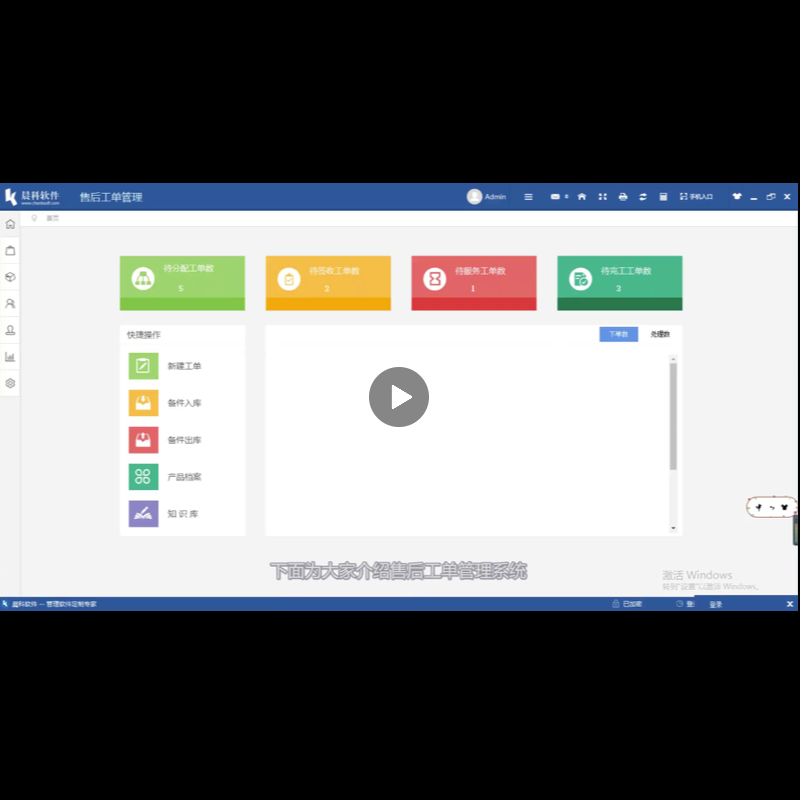 晨科软件
售后工单管理
Admin
手机入口
首页
待分配工单数
5
待签收工单数
2
待服务工单数
1
待完工工单数
3
快捷操作
下单数
处理数
新建工单
备件入库
备件出库
产品档案
知识库
下面为大家介绍售后工单管理系统
激活 Windows
转到"设置"以激活 Windows。
晨科软件 — 管理软件定制专家
已加密
登录